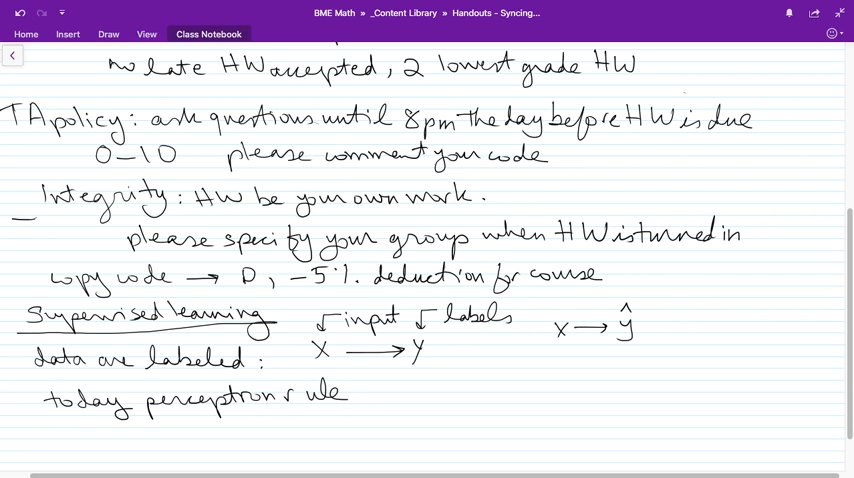 BME Math » _Content Library » Handouts - Syncing...
Home Insert Draw View Class Notebook
no late HW accepted, 2 lowest grade HW
TA policy: ask questions until 8pm the day before HW is due
0-10 please comment your code
Integrity: HW be your own work.
please specify your group when HW is turned in
copy code → D, -5%. deduction for course
Supervised learning ↓ input ↓ labels
X → ŷ
data are labeled: X → Y
today perceptron rule